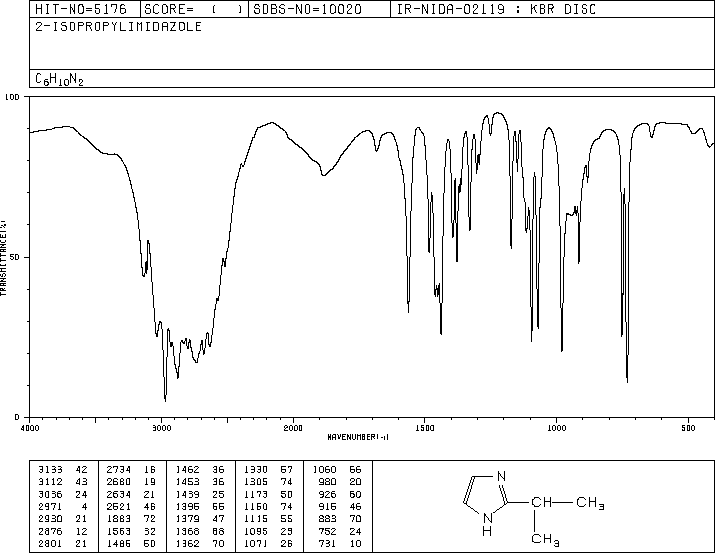 HIT-NO=5176 SCORE= ( ) SDBS-NO=10020 IR-NIDA-02119 : KBR DISC
2-ISOPROPYLIMIDAZOLE
C6H10N2
100
50
0
TRANSMITTANCE(%)
4000 3000 2000 1500 1000 500
WAVENUMBER(-1)
3133 42 2734 16 1462 36 1330 57 1060 66
3112 43 2680 19 1453 36 1305 74 980 20
3036 24 2634 21 1439 25 1173 50 926 60
2971 4 2521 46 1396 55 1150 74 916 46
2930 21 1883 72 1379 47 1115 55 883 70
2876 12 1563 32 1368 68 1095 23 752 24
2801 21 1486 50 1362 70 1071 26 731 10
N
CH CH3
N
H
CH3